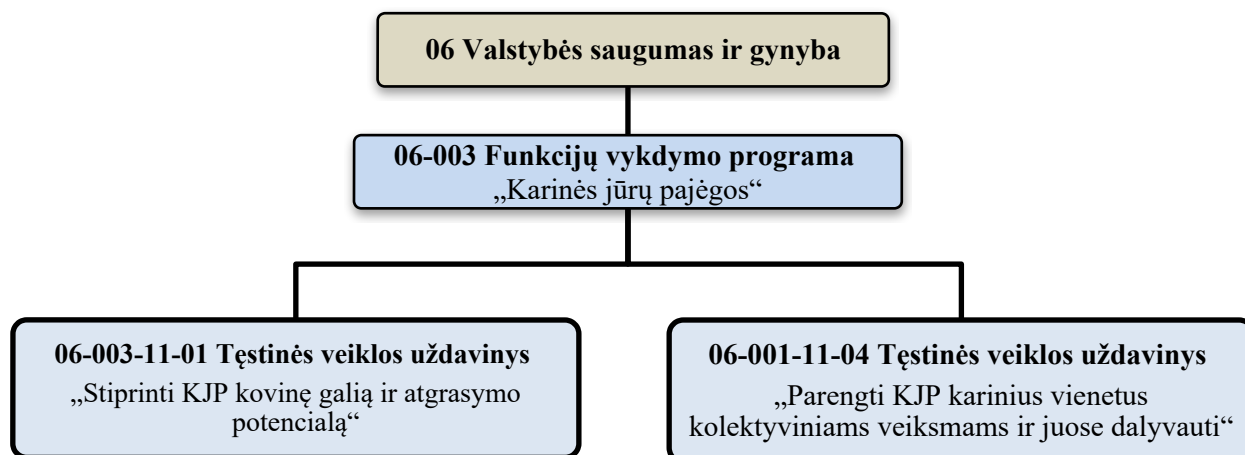 06 Valstybės saugumas ir gynyba
06-003 Funkcijų vykdymo programa
„Karinės jūrų pajėgos“
06-003-11-01 Tęstinės veiklos uždavinys
„Stiprinti KJP kovinę galią ir atgrasymo
potencialą“
06-001-11-04 Tęstinės veiklos uždavinys
„Parengti KJP karinius vienetus
kolektyviniams veiksmams ir juose dalyvauti“